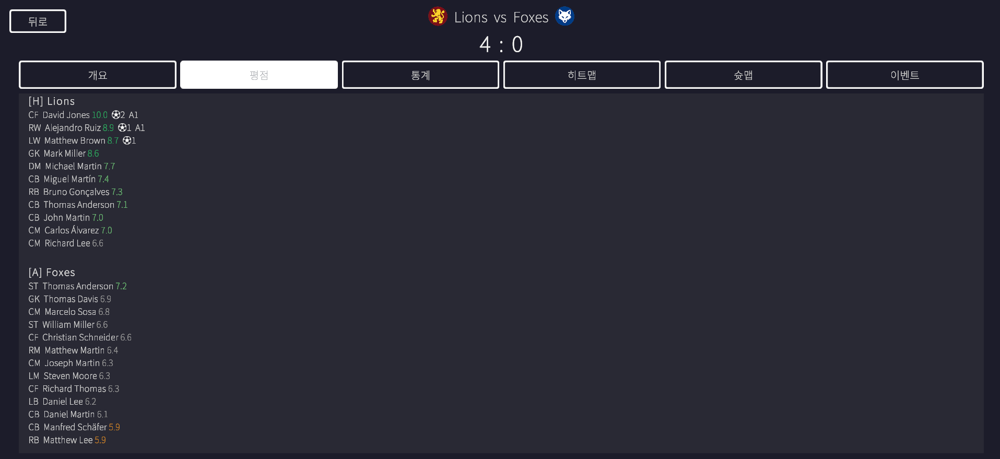 뒤로
Lions vs Foxes
4 : 0
개요 평점 통계 히트맵 슛맵 이벤트
[H] Lions
CF David Jones 10.0 ⚽2 A1
RW Alejandro Ruiz 8.9 ⚽1 A1
LW Matthew Brown 8.7 ⚽1
GK Mark Miller 8.6
DM Michael Martin 7.7
CB Miguel Martín 7.4
RB Bruno Gonçalves 7.3
CB Thomas Anderson 7.1
CB John Martin 7.0
CM Carlos Álvarez 7.0
CM Richard Lee 6.6
[A] Foxes
ST Thomas Anderson 7.2
GK Thomas Davis 6.9
CM Marcelo Sosa 6.8
ST William Miller 6.6
CF Christian Schneider 6.6
RM Matthew Martin 6.4
CM Joseph Martin 6.3
LM Steven Moore 6.3
CF Richard Thomas 6.3
LB Daniel Lee 6.2
CB Daniel Martin 6.1
CB Manfred Schäfer 5.9
RB Matthew Lee 5.9